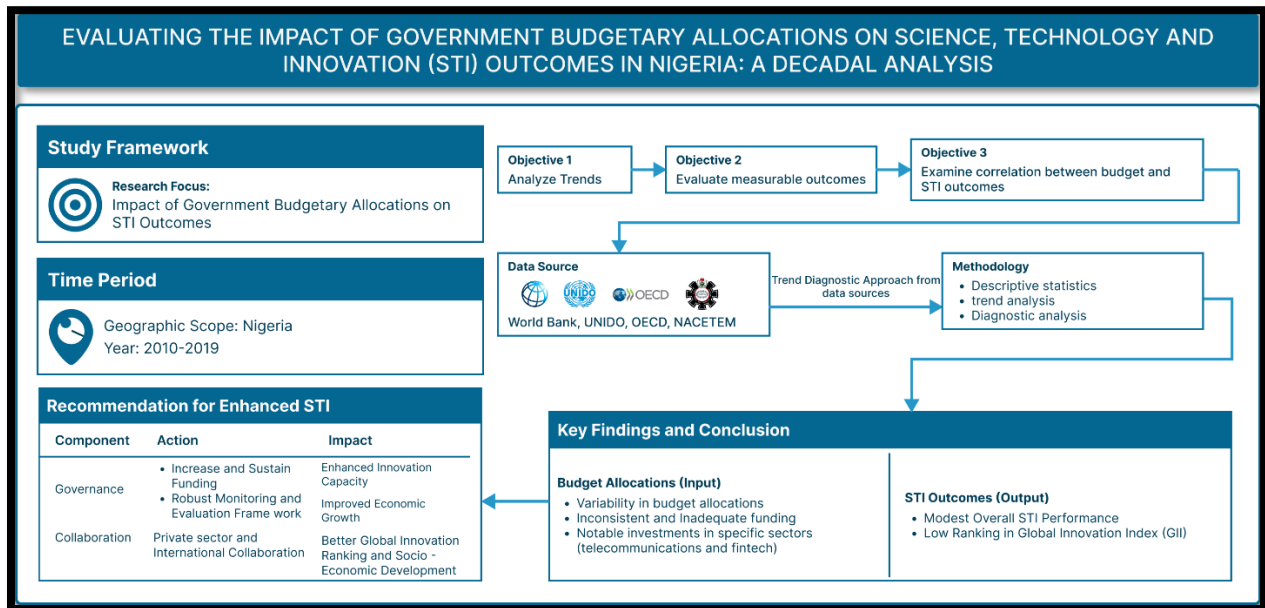 EVALUATING THE IMPACT OF GOVERNMENT BUDGETARY ALLOCATIONS ON SCIENCE, TECHNOLOGY AND
INNOVATION (STI) OUTCOMES IN NIGERIA: A DECADAL ANALYSIS
Study Framework
Research Focus:
Impact of Government Budgetary Allocations on
STI Outcomes
Time Period
Geographic Scope: Nigeria
Year: 2010-2019
Objective 1
Analyze Trends
Objective 2
Evaluate measurable outcomes
Objective 3
Examine correlation between budget and
STI outcomes
Data Source
UNIDO
OECD
World Bank, UNIDO, OECD, NACETEM
Trend Diagnostic Approach from
data sources
Methodology
• Descriptive statistics
• trend analysis
• Diagnostic analysis
Key Findings and Conclusion
Budget Allocations (Input)
• Variability in budget allocations
• Inconsistent and Inadequate funding
• Notable investments in specific sectors
(telecommunications and fintech)
STI Outcomes (Output)
• Modest Overall STI Performance
• Low Ranking in Global Innovation Index (GII)
Recommendation for Enhanced STI
Component Action Impact
Governance
• Increase and Sustain
Funding
• Robust Monitoring and
Evaluation Frame work
Enhanced Innovation
Capacity
Improved Economic
Growth
Collaboration
Private sector and
International Collaboration
Better Global Innovation
Ranking and Socio -
Economic Development